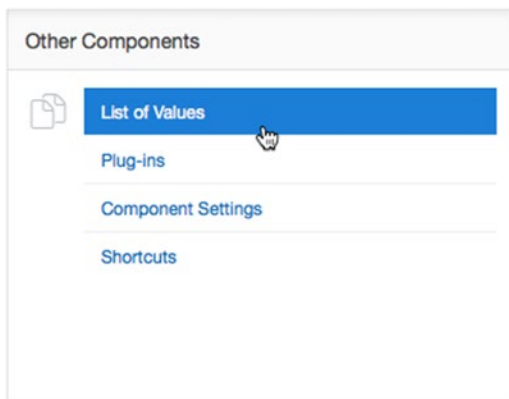 Other Components
List of Values
Plug-ins
Component Settings
Shortcuts